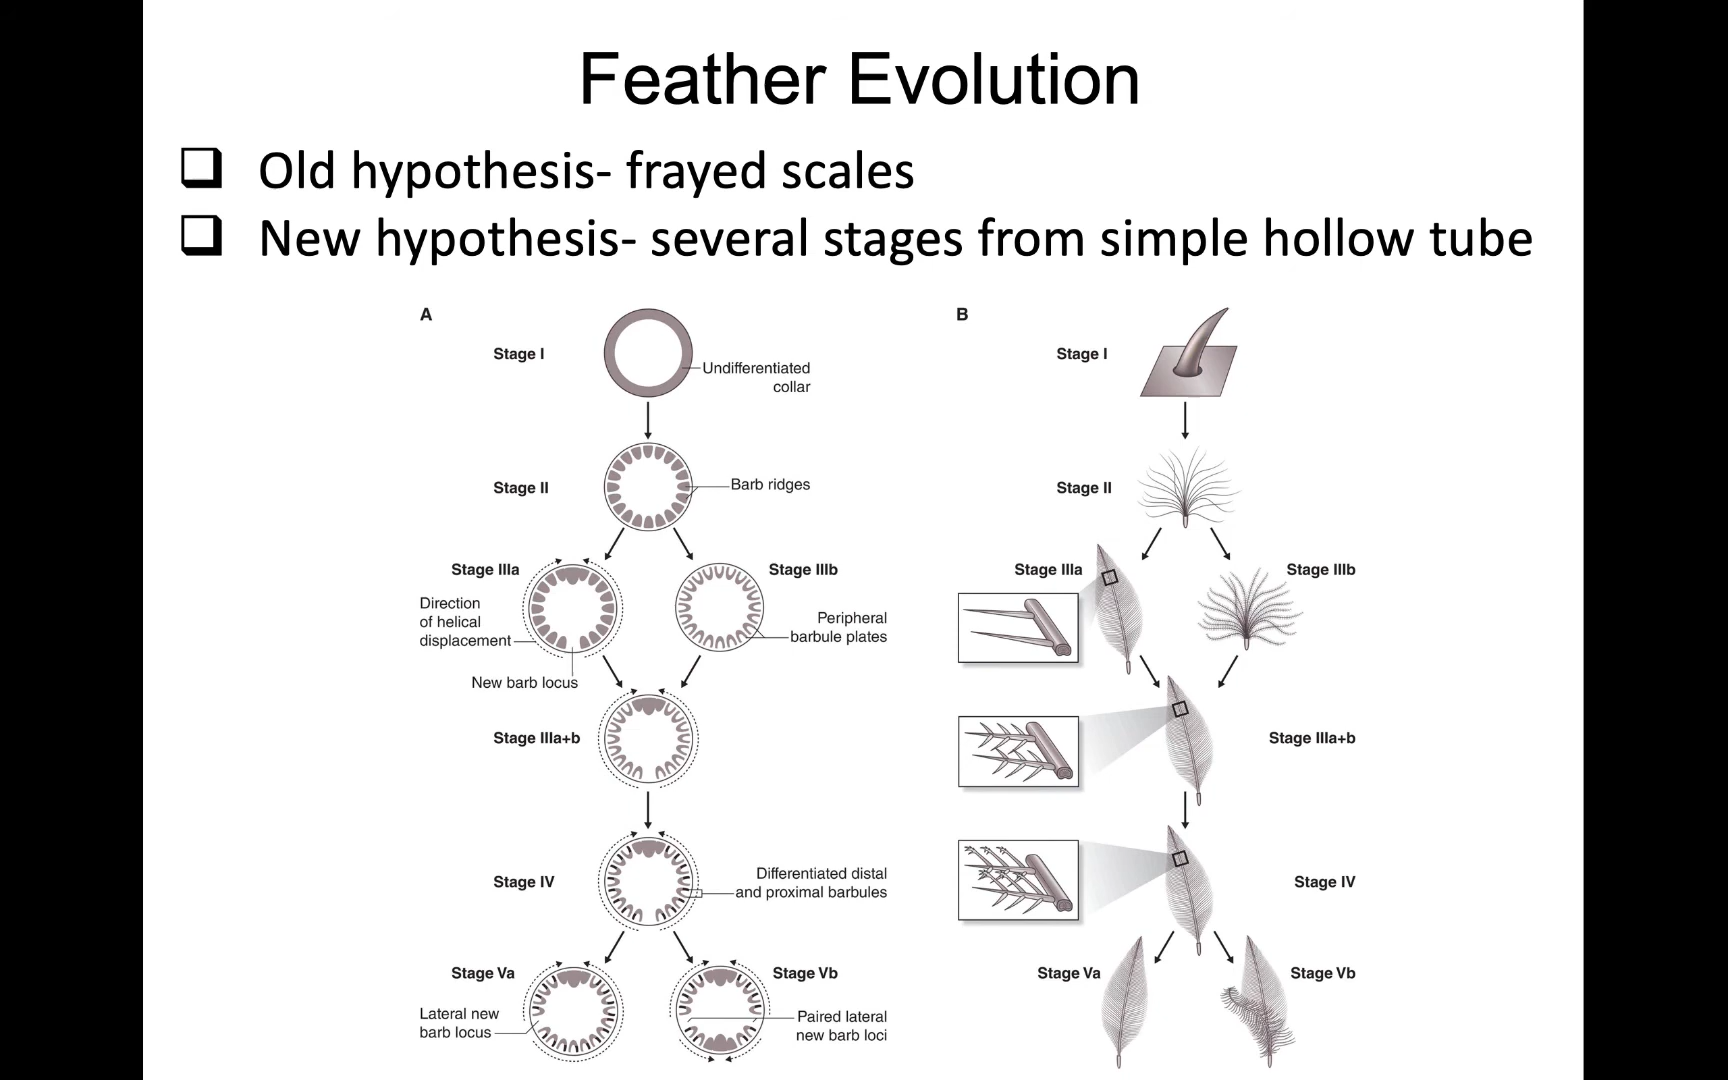 Feather Evolution
❑ Old hypothesis- frayed scales
❑ New hypothesis- several stages from simple hollow tube
A
Stage I
Undifferentiated
collar
Stage II
Barb ridges
Stage IIIa
Stage IIIb
Direction
of helical
displacement
Peripheral
barbule plates
New barb locus
Stage IIIa+b
Stage IV
Differentiated distal
and proximal barbules
Stage Va
Stage Vb
Lateral new
barb locus
Paired lateral
new barb loci
B
Stage I
Stage II
Stage IIIa
Stage IIIb
Stage IIIa+b
Stage IV
Stage Va
Stage Vb